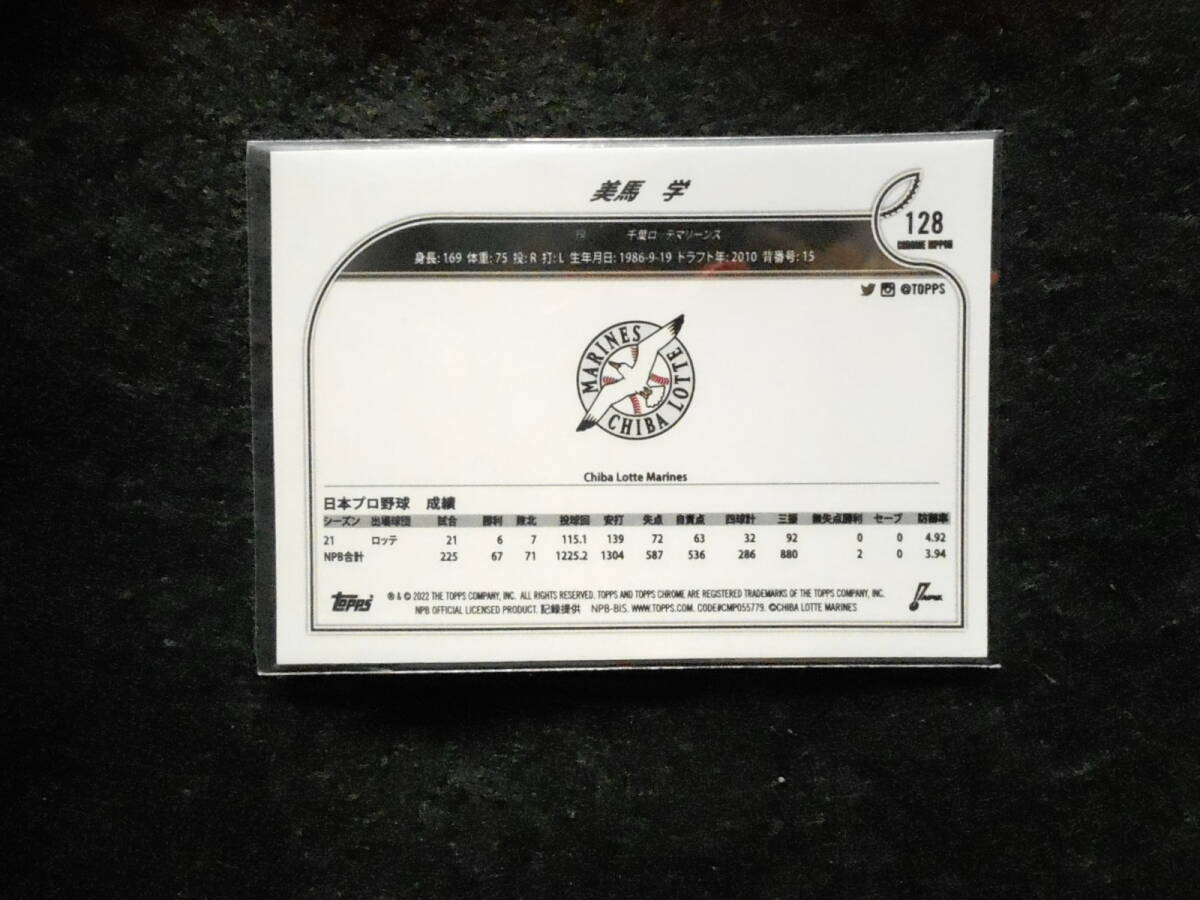 美馬 学
128
CHROME NIPPON
投 千葉ロッテマリーンズ
身長: 169 体重: 75 投: R 打: L 生年月日: 1986-9-19 ドラフト年: 2010 背番号: 15
@TOPPS
MARINES
CHIBA LOTTE
Chiba Lotte Marines
日本プロ野球 成績
シーズン 出場球団 試合 勝利 敗北 投球回 安打 失点 自責点 四球計 三振 無失点勝利 セーブ 防御率
21 ロッテ 21 6 7 115.1 139 72 63 32 92 0 0 4.92
NPB合計 225 67 71 1225.2 1304 587 536 286 880 2 0 3.94
topps
® & © 2022 THE TOPPS COMPANY, INC. ALL RIGHTS RESERVED. TOPPS AND TOPPS CHROME ARE REGISTERED TRADEMARKS OF THE TOPPS COMPANY, INC.
NPB OFFICIAL LICENSED PRODUCT. 記録提供 NPB-BIS. WWW.TOPPS.COM. CODE#CMP055779. ©CHIBA LOTTE MARINES